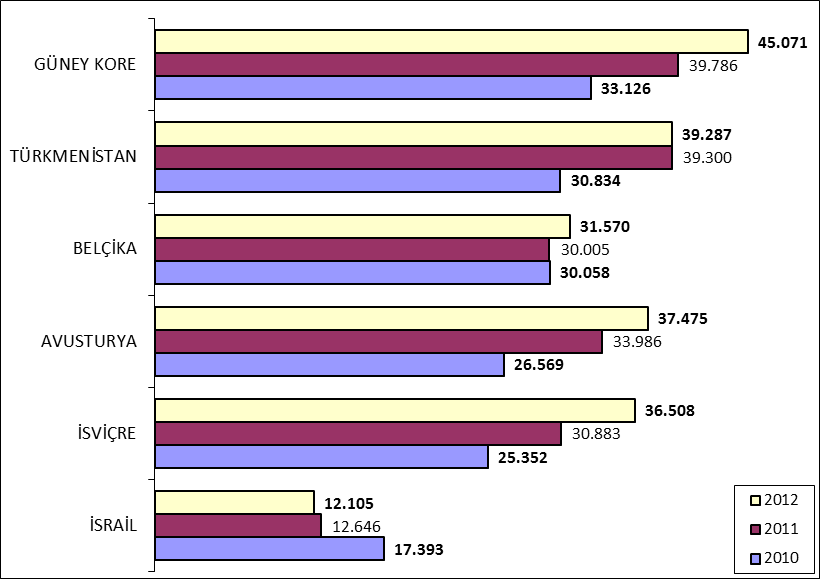 45.071
GÜNEY KORE 39.786
33.126
39.287
TÜRKMENİSTAN 39.300
30.834
31.570
BELÇİKA 30.005
30.058
37.475
AVUSTURYA 33.986
26.569
36.508
İSVİÇRE 30.883
25.352
12.105
İSRAİL 12.646
17.393
2012
2011
2010